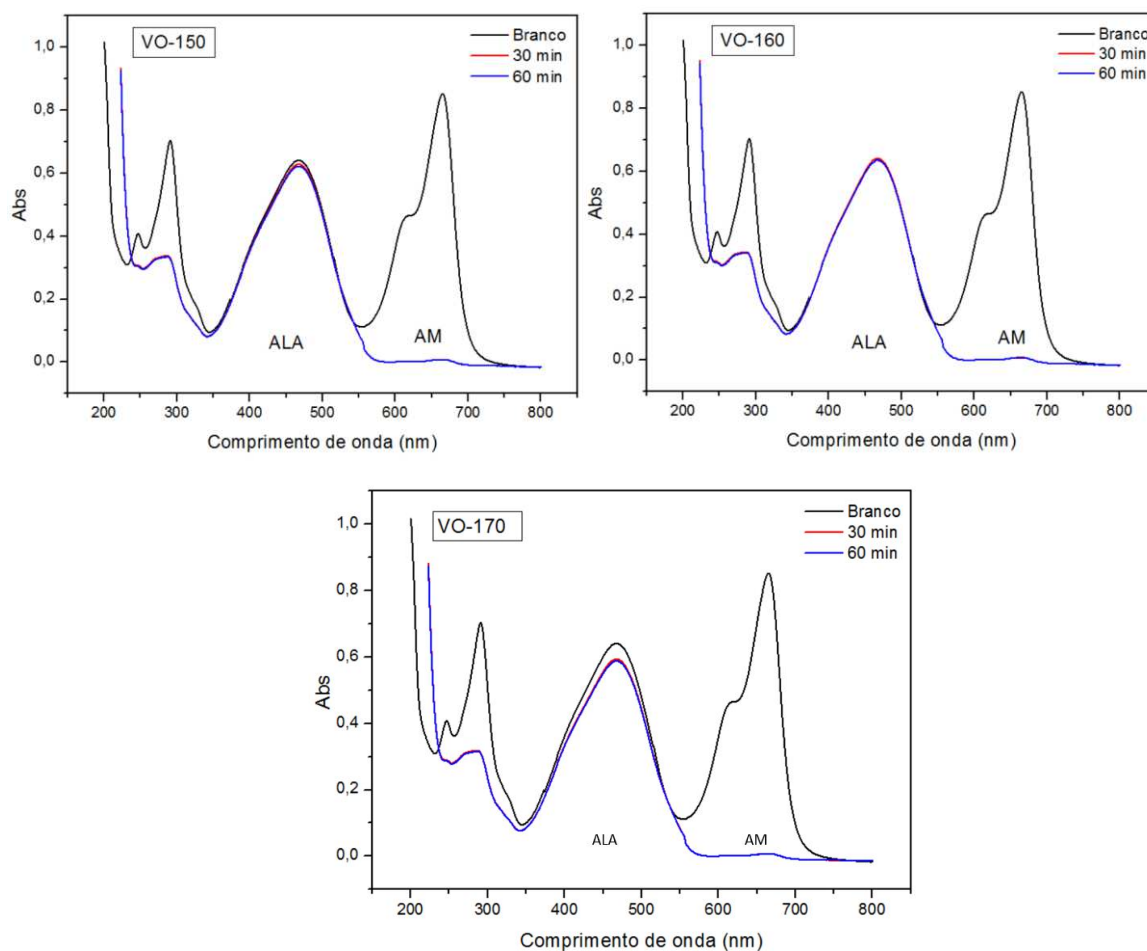 VO-150
Branco
30 min
60 min
1,0
0,8
0,6
0,4
0,2
0,0
Abs
ALA
AM
200 300 400 500 600 700 800
Comprimento de onda (nm)
VO-160
Branco
30 min
60 min
1,0
0,8
0,6
0,4
0,2
0,0
Abs
ALA
AM
200 300 400 500 600 700 800
Comprimento de onda (nm)
VO-170
Branco
30 min
60 min
1,0
0,8
0,6
0,4
0,2
0,0
Abs
ALA
AM
200 300 400 500 600 700 800
Comprimento de onda (nm)